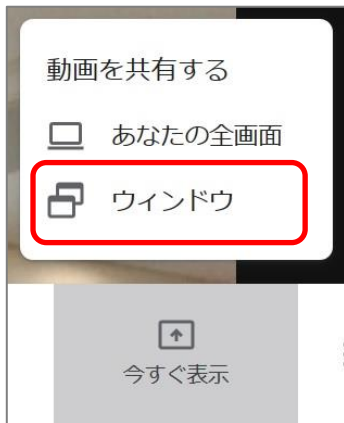 動画を共有する
あなたの全画面
ウィンドウ
今すぐ表示